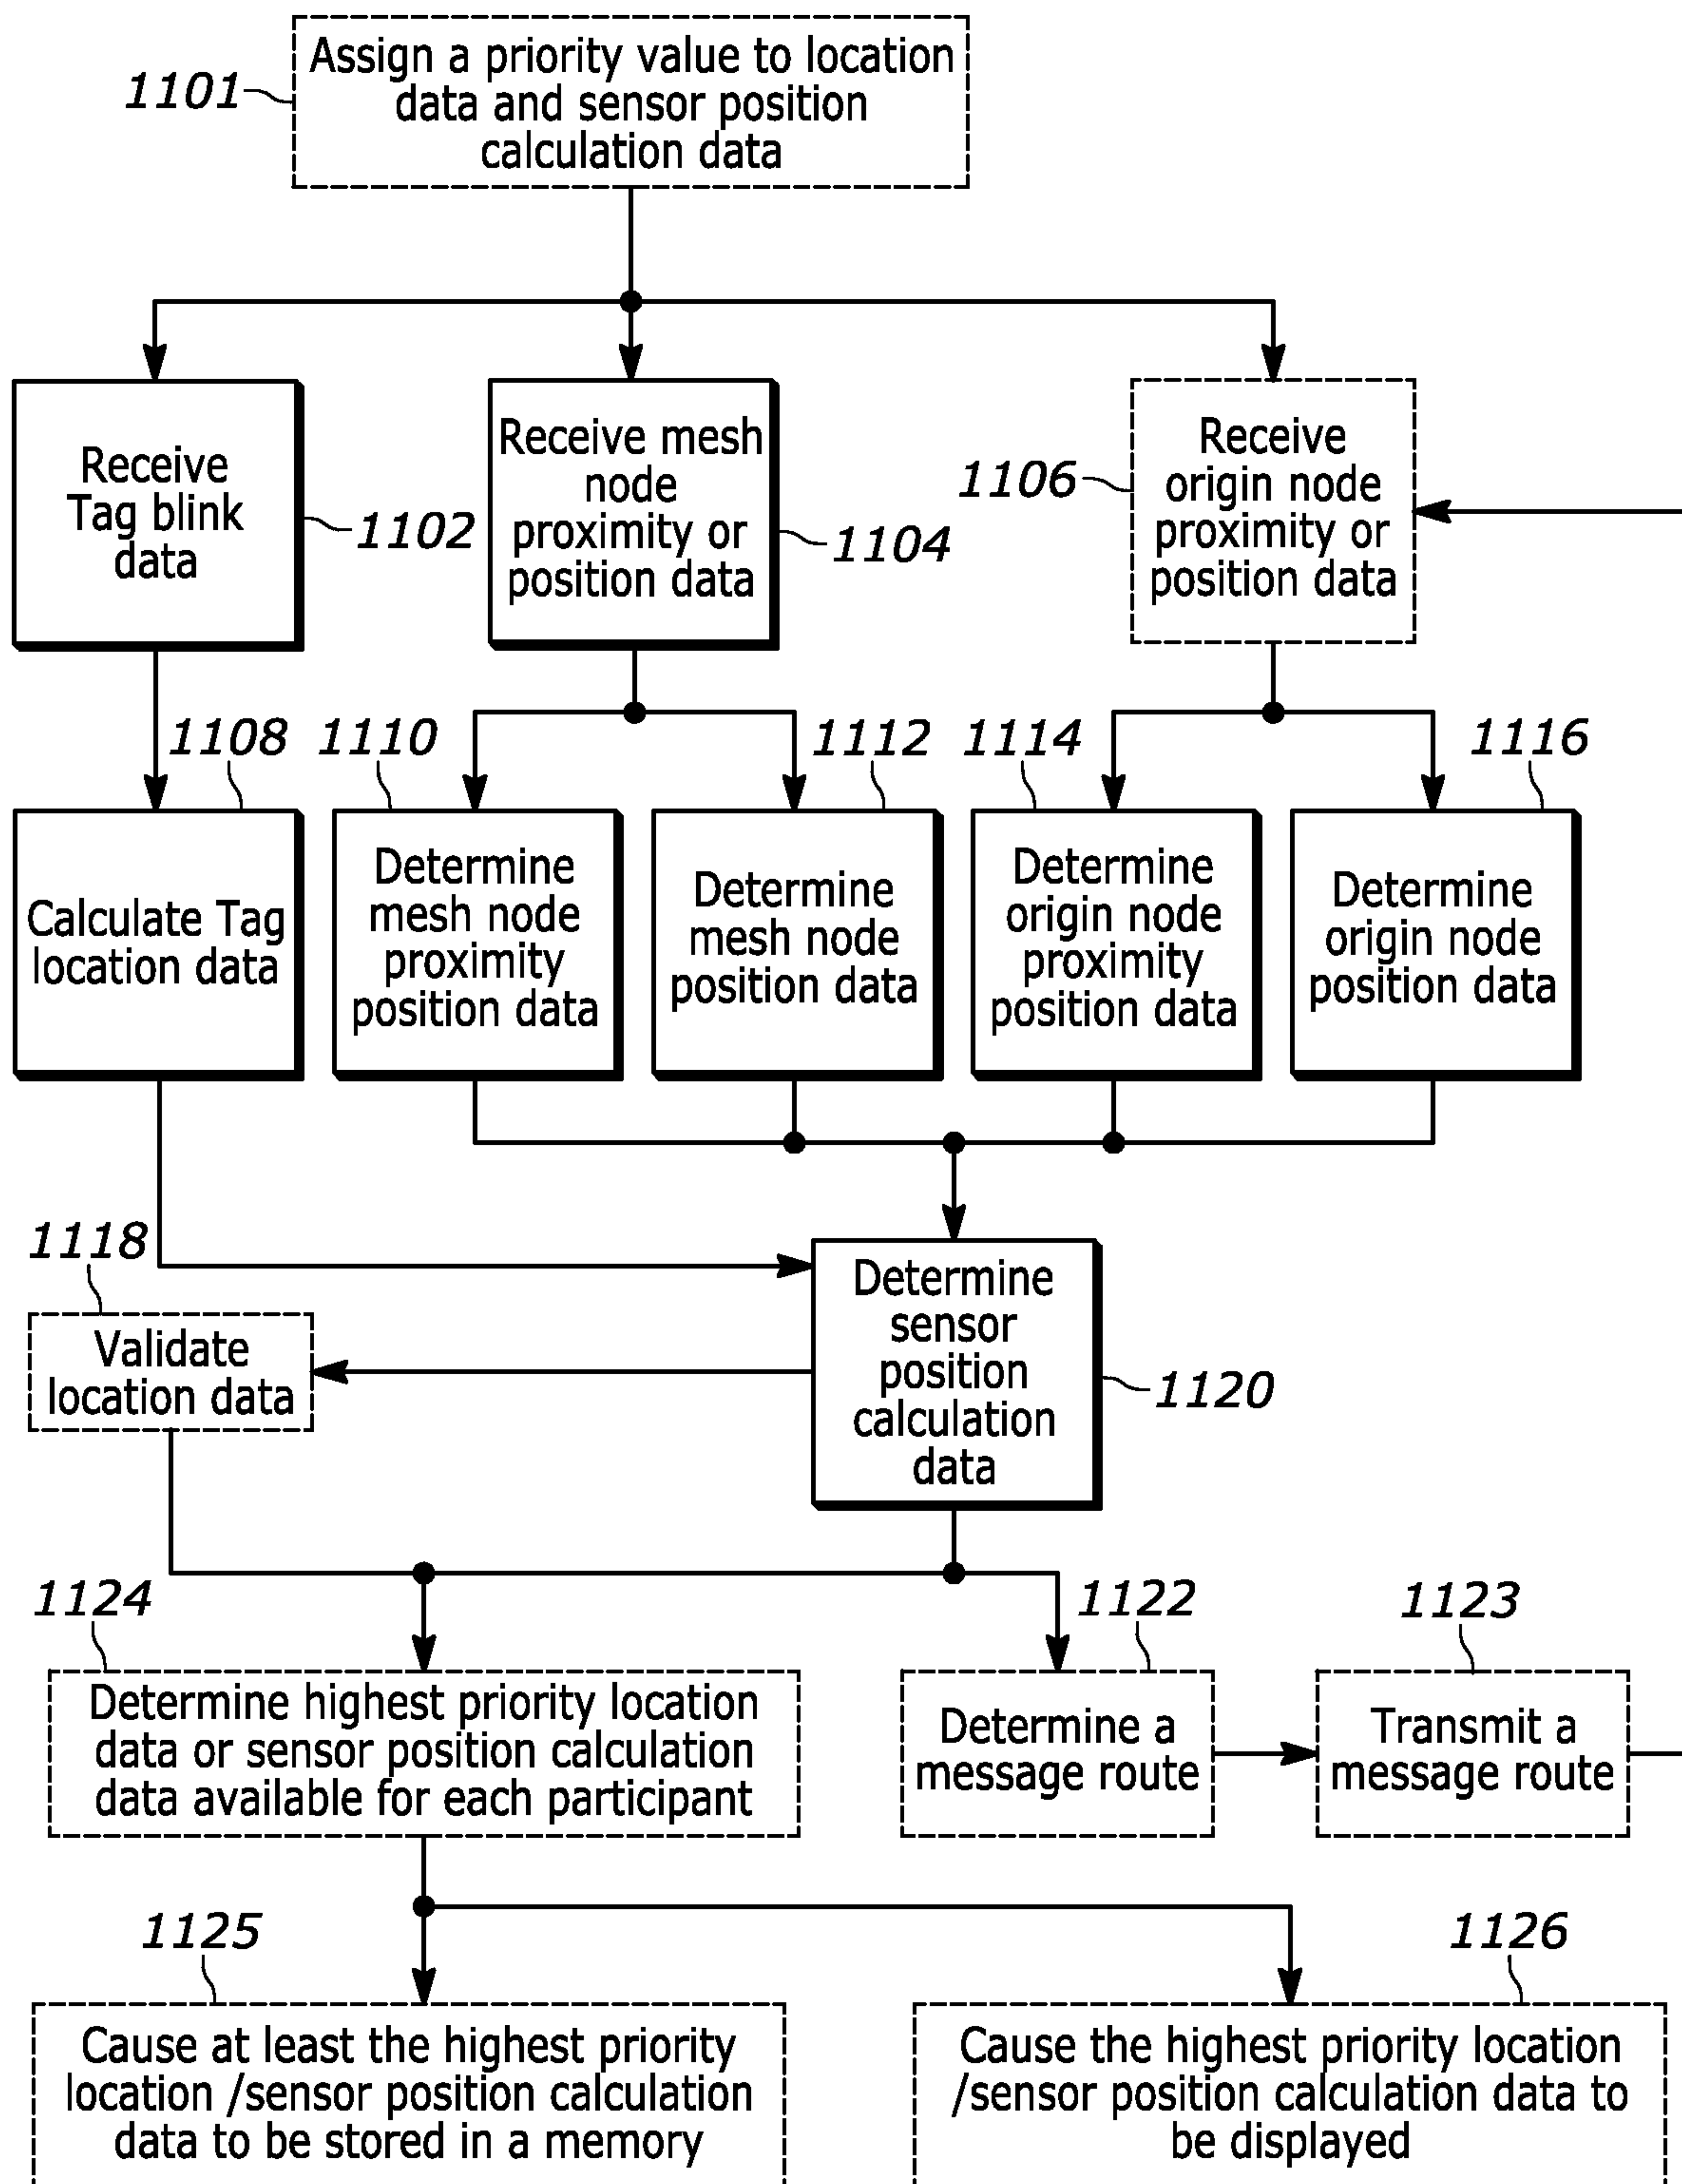 Assign a priority value to location
data and sensor position
calculation data
1101
Receive
Tag blink
data
1102
Receive mesh
node
proximity or
position data
1104
Receive
origin node
proximity or
position data
1106
1108
1110
1112
1114
1116
Calculate Tag
location data
Determine
mesh node
proximity
position data
Determine
mesh node
position data
Determine
origin node
proximity
position data
Determine
origin node
position data
1118
Validate
location data
Determine
sensor
position
calculation
data
1120
1124
1122
1123
Determine highest priority location
data or sensor position calculation
data available for each participant
Determine a
message route
Transmit a
message route
1125
1126
Cause at least the highest priority
location /sensor position calculation
data to be stored in a memory
Cause the highest priority location
/sensor position calculation data to
be displayed